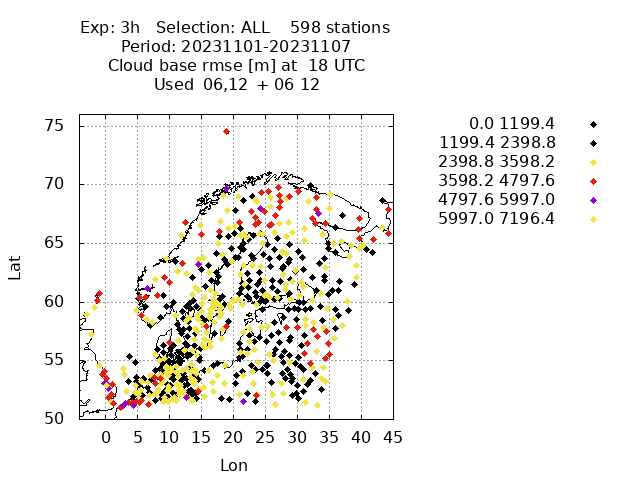 Exp: 3h   Selection: ALL    598 stations
Period: 20231101-20231107
Cloud base rmse [m] at  18 UTC
Used  06,12  + 06 12
75
70
65
60
55
50
Lat
0 5 10 15 20 25 30 35 40 45
Lon
0.0 1199.4
1199.4 2398.8
2398.8 3598.2
3598.2 4797.6
4797.6 5997.0
5997.0 7196.4